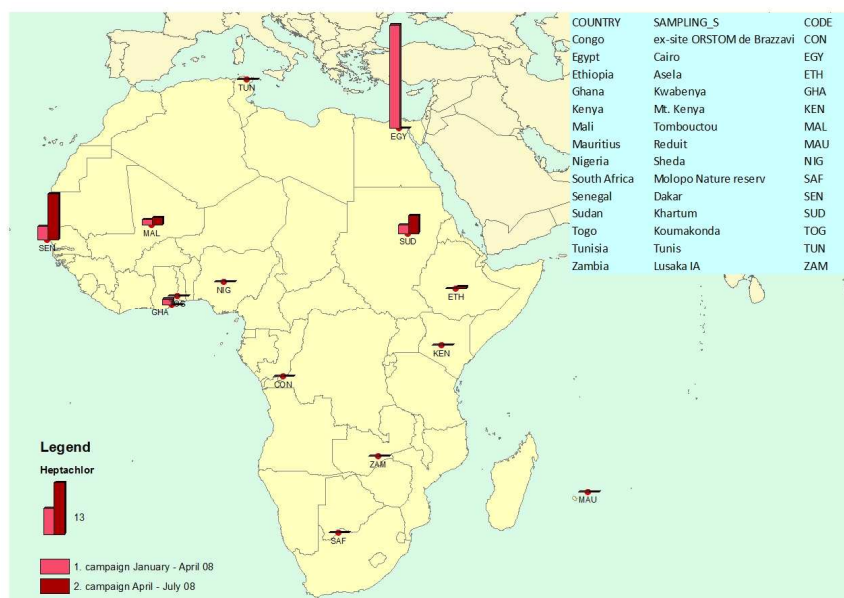 COUNTRY SAMPLING_S CODE
Congo ex-site ORSTOM de Brazzavi CON
Egypt Cairo EGY
Ethiopia Asela ETH
Ghana Kwabenya GHA
Kenya Mt. Kenya KEN
Mali Tombouctou MAL
Mauritius Reduit MAU
Nigeria Sheda NIG
South Africa Molopo Nature reserv SAF
Senegal Dakar SEN
Sudan Khartum SUD
Togo Koumakonda TOG
Tunisia Tunis TUN
Zambia Lusaka IA ZAM
TUN
EGY
SEN
MAL
SUD
NIG
ETH
GHA
KEN
CON
ZAM
MAU
SAF
Legend
Heptachlor
13
1. campaign January - April 08
2. campaign April - July 08